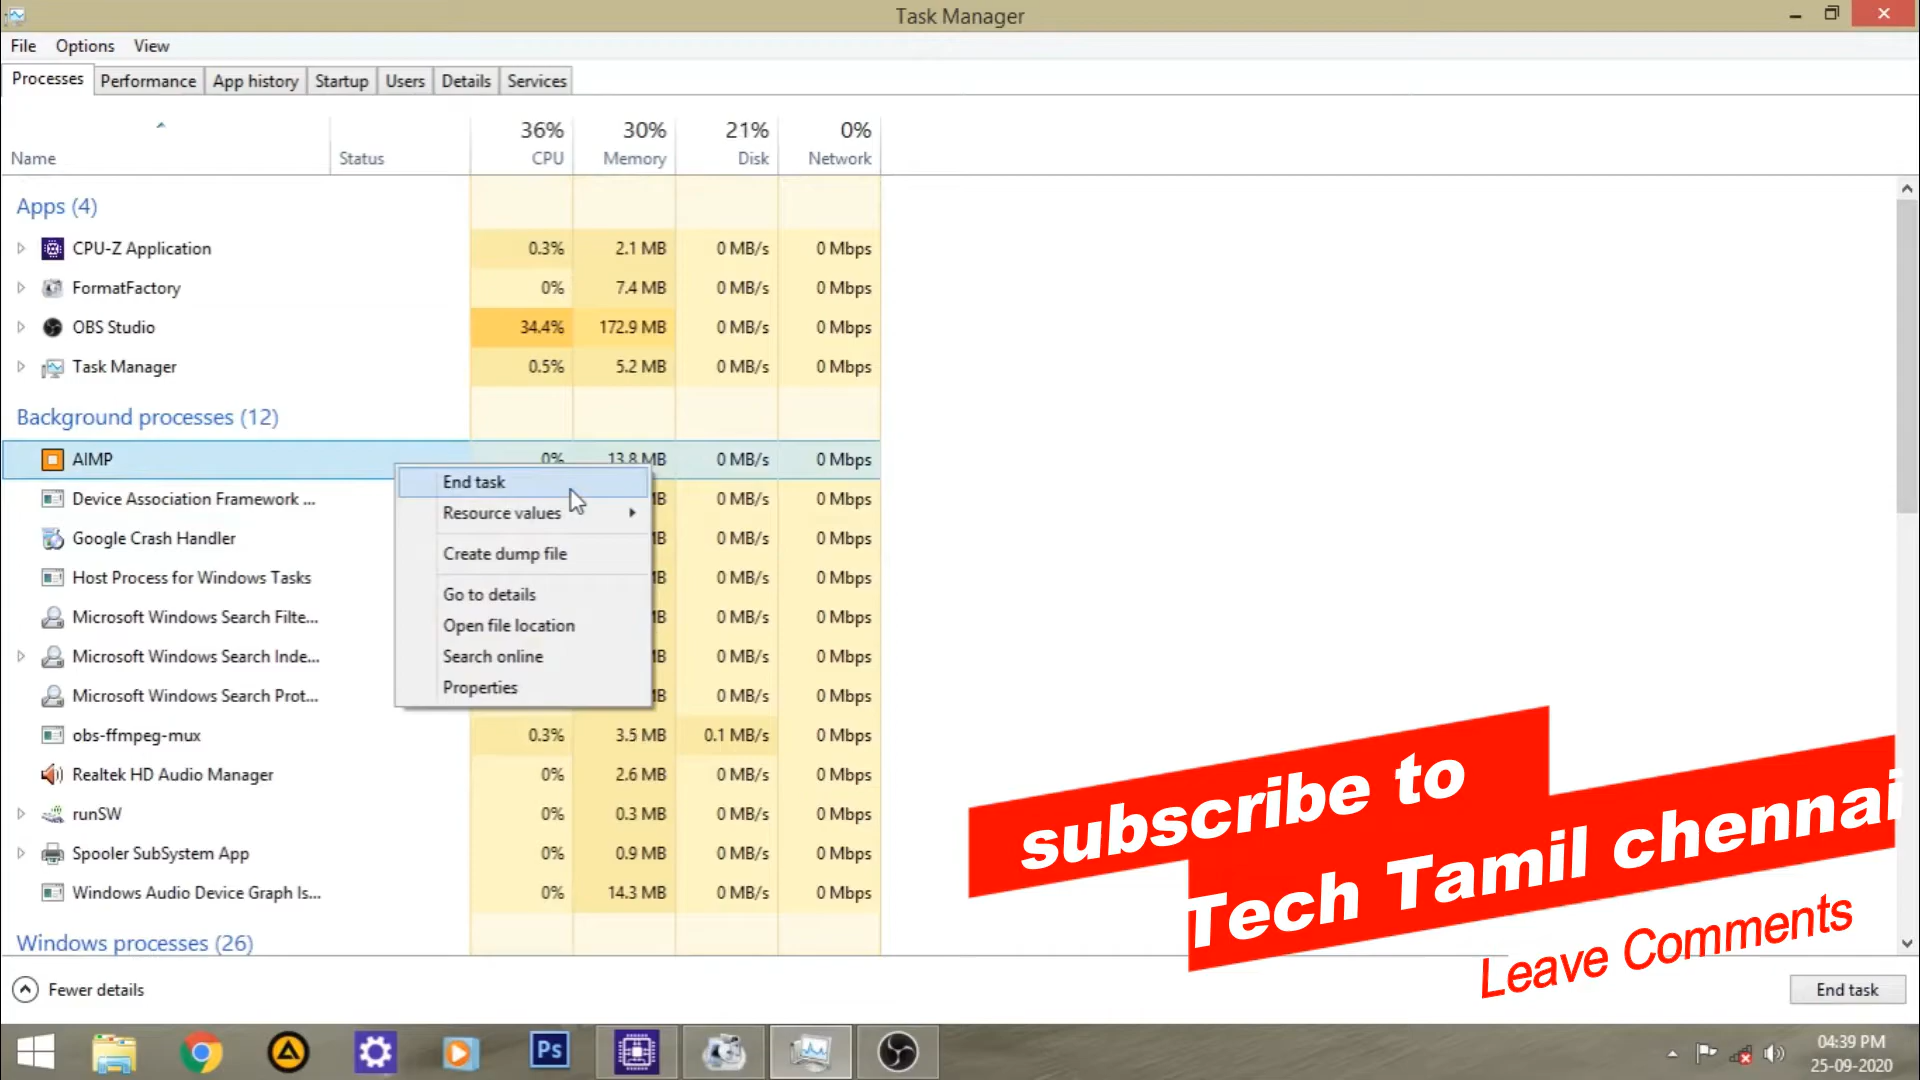 Task Manager
File Options View
Processes Performance App history Startup Users Details Services
36% 30% 21% 0%
Name Status CPU Memory Disk Network
Apps (4)
CPU-Z Application 0.3% 2.1 MB 0 MB/s 0 Mbps
FormatFactory 0% 7.4 MB 0 MB/s 0 Mbps
OBS Studio 34.4% 172.9 MB 0 MB/s 0 Mbps
Task Manager 0.5% 5.2 MB 0 MB/s 0 Mbps
Background processes (12)
AIMP 0% 13.8 MB 0 MB/s 0 Mbps
End task
Device Association Framework ... 0 MB/s 0 Mbps
Resource values
Google Crash Handler 0 MB/s 0 Mbps
Create dump file
Host Process for Windows Tasks 0 MB/s 0 Mbps
Go to details
Microsoft Windows Search Filte... 0 MB/s 0 Mbps
Open file location
Microsoft Windows Search Inde... 0 MB/s 0 Mbps
Search online
Microsoft Windows Search Prot... 0 MB/s 0 Mbps
Properties
obs-ffmpeg-mux 0.3% 3.5 MB 0.1 MB/s 0 Mbps
Realtek HD Audio Manager 0% 2.6 MB 0 MB/s 0 Mbps
runSW 0% 0.3 MB 0 MB/s 0 Mbps
Spooler SubSystem App 0% 0.9 MB 0 MB/s 0 Mbps
Windows Audio Device Graph Is... 0% 14.3 MB 0 MB/s 0 Mbps
Windows processes (26)
subscribe to
Tech Tamil chennai
Leave Comments
Fewer details End task
Ps
04:39 PM
25-09-2020